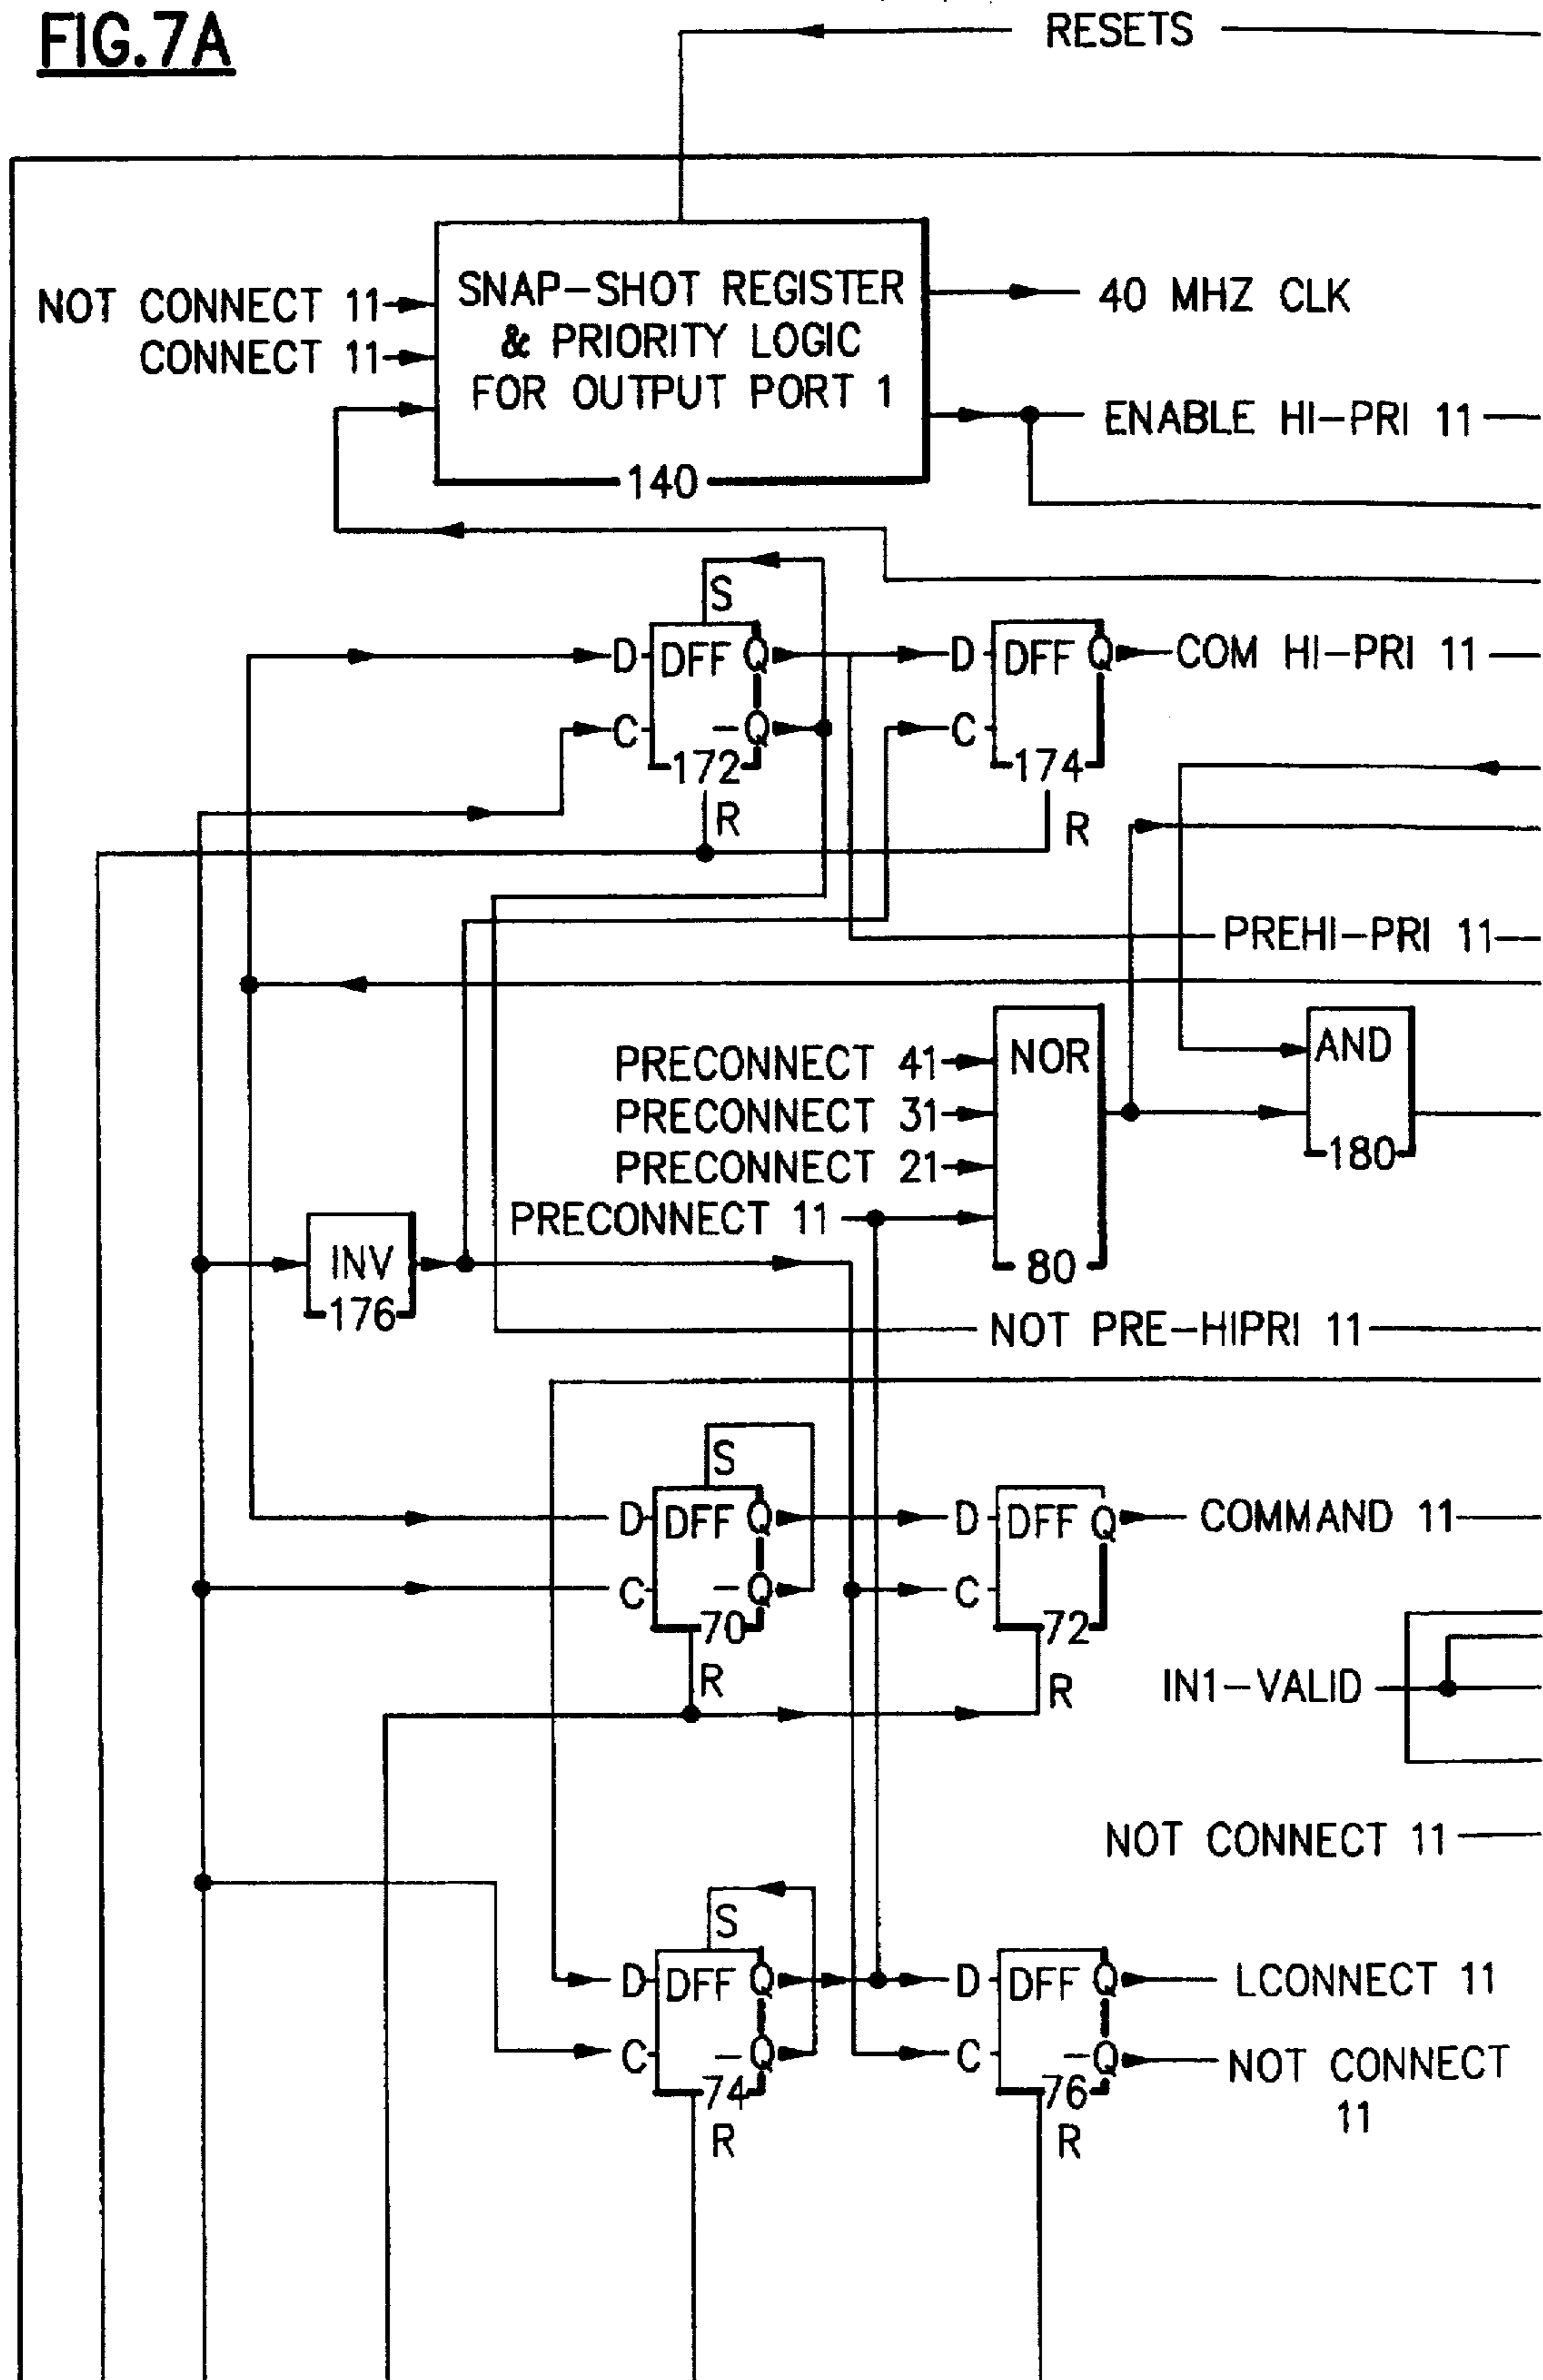 FIG.7A
RESETS
NOT CONNECT 11
CONNECT 11
SNAP-SHOT REGISTER
& PRIORITY LOGIC
FOR OUTPUT PORT 1
140
40 MHZ CLK
ENABLE HI-PRI 11
S
D DFF Q
C -Q
172
R
D DFF Q
C
174
R
COM HI-PRI 11
PREHI-PRI 11
PRECONNECT 41
PRECONNECT 31
PRECONNECT 21
PRECONNECT 11
NOR
80
AND
180
INV
176
NOT PRE-HIPRI 11
S
D DFF Q
C -Q
70
R
D DFF Q
C
72
R
COMMAND 11
IN1-VALID
NOT CONNECT 11
S
D DFF Q
C -Q
74
R
D DFF Q
C -Q
76
R
LCONNECT 11
NOT CONNECT
11